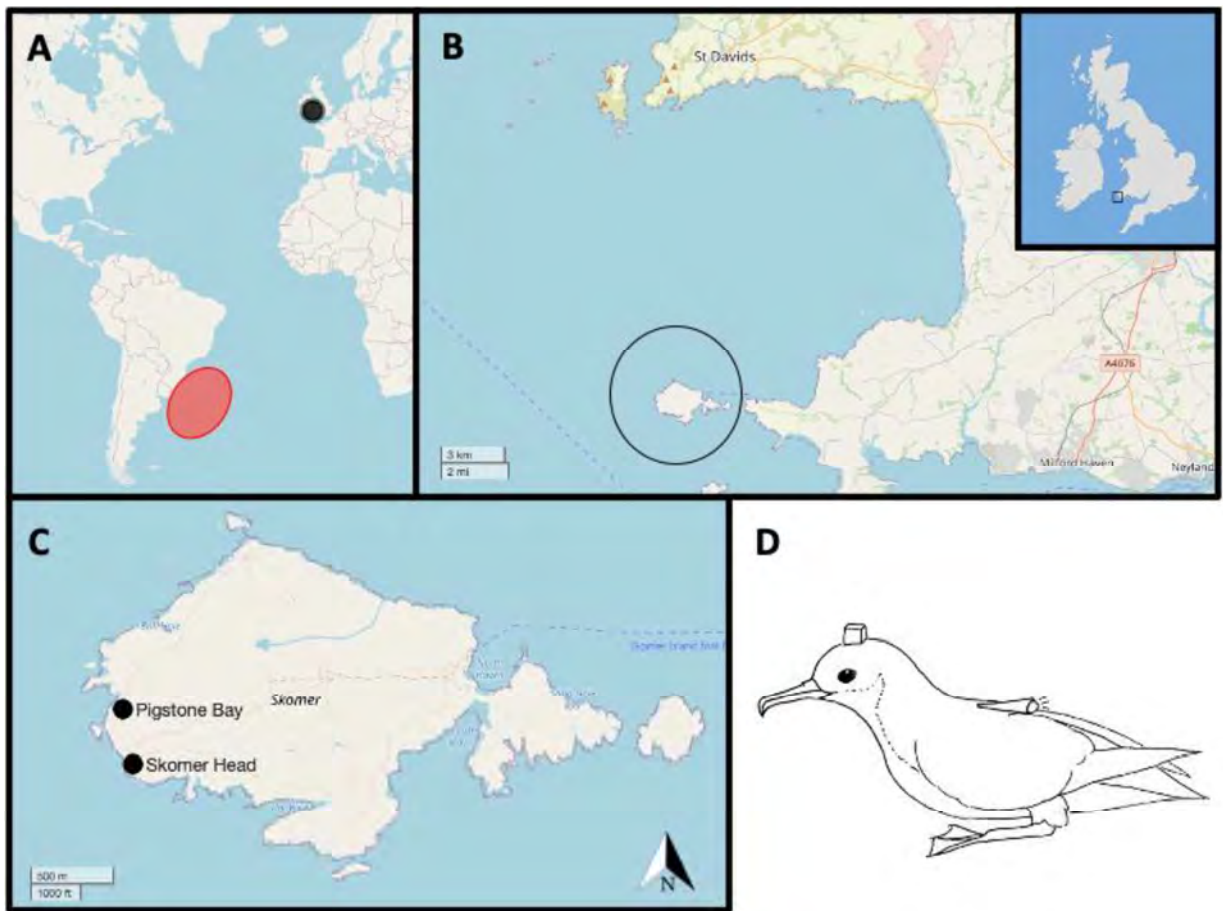 A
B
St Davids
A4076
Milford Haven
Neyland
3 km
2 mi
C
Skomer
Pigstone Bay
Skomer Head
500 m
1000 ft
N
D